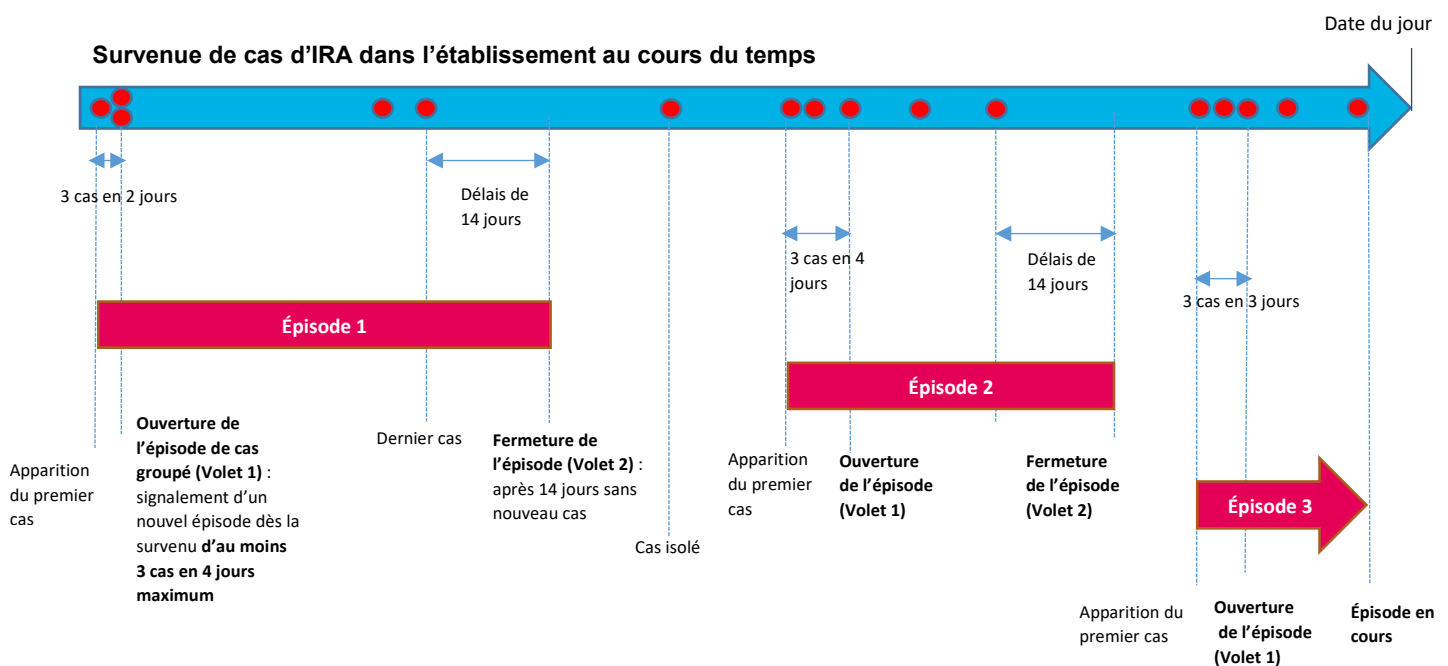 Date du jour
Survenue de cas d’IRA dans l’établissement au cours du temps
3 cas en 2 jours
Délais de
14 jours
3 cas en 4
jours
Délais de
14 jours
3 cas en 3 jours
Épisode 1
Épisode 2
Épisode 3
Apparition
du premier
cas
Ouverture de
l’épisode de cas
groupé (Volet 1) :
signalement d’un
nouvel épisode dès la
survenu d’au moins
3 cas en 4 jours
maximum
Dernier cas
Fermeture de
l’épisode (Volet 2) :
après 14 jours sans
nouveau cas
Cas isolé
Apparition
du premier
cas
Ouverture
de l’épisode
(Volet 1)
Fermeture
de l’épisode
(Volet 2)
Apparition du
premier cas
Ouverture
de l’épisode
(Volet 1)
Épisode en
cours